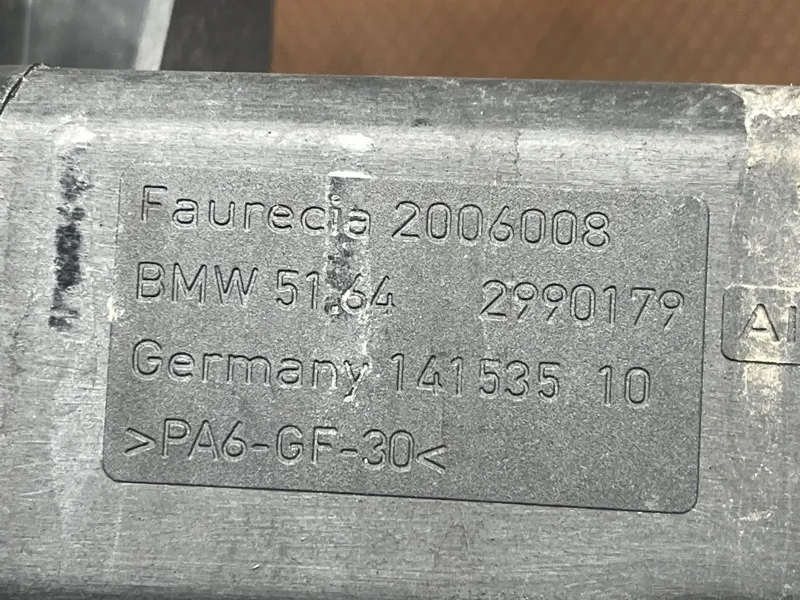 Faurecia 2006008
BMW 51.64 2990179
Germany 141535 10
>PA6-GF-30<